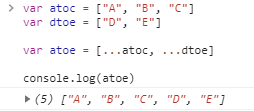 > var atoc = ["A", "B", "C"]
var dtoe = ["D", "E"]
var atoe = [...atoc, ...dtoe]
console.log(atoe)
▶ (5) ["A", "B", "C", "D", "E"]